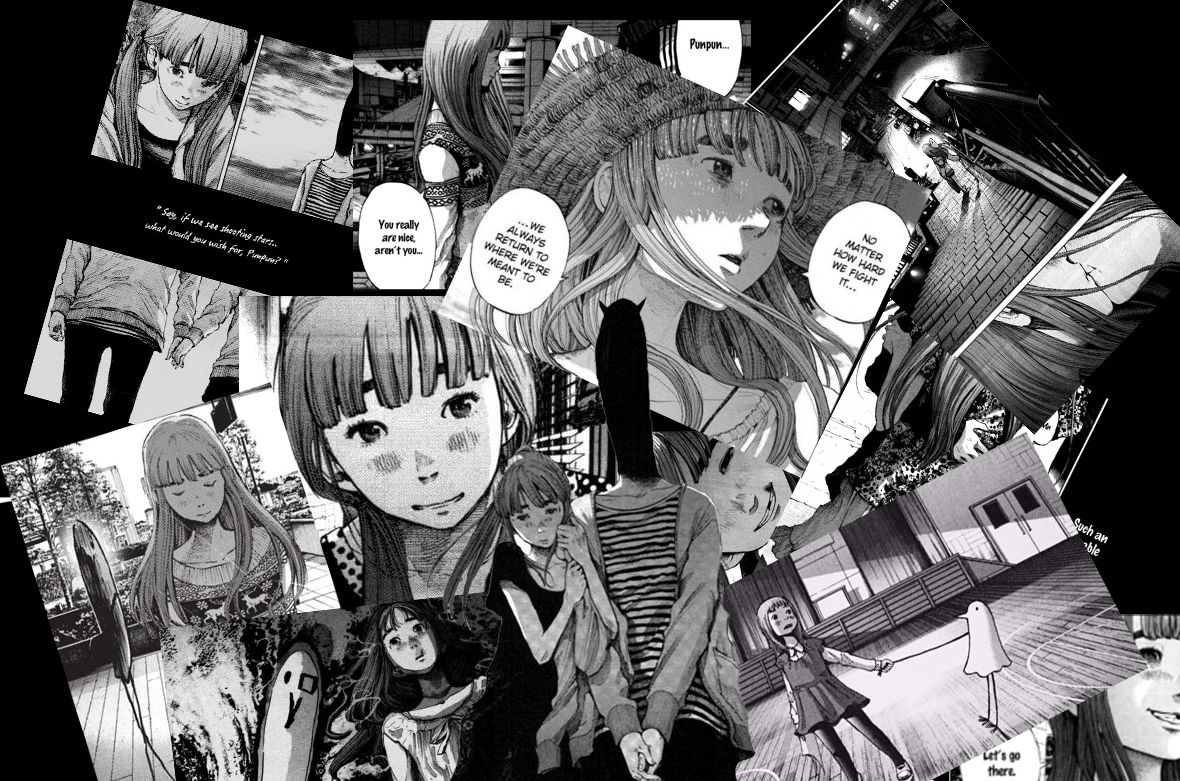 Punpun...
" Say, if we see shooting stars..
what would you wish for, Punpun? "
You really
are nice,
aren't you...
...WE
ALWAYS
RETURN TO
WHERE WE'RE
MEANT TO
BE.
NO
MATTER
HOW HARD
WE FIGHT
IT...
Such an
Let's go
there.